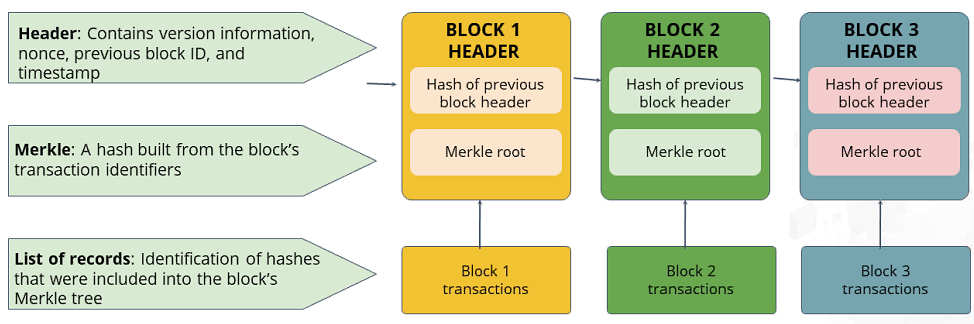 Header: Contains version information,
nonce, previous block ID, and
timestamp
Merkle: A hash built from the block’s
transaction identifiers
List of records: Identification of hashes
that were included into the block’s
Merkle tree
BLOCK 1
HEADER
Hash of previous
block header
Merkle root
Block 1
transactions
BLOCK 2
HEADER
Hash of previous
block header
Merkle root
Block 2
transactions
BLOCK 3
HEADER
Hash of previous
block header
Merkle root
Block 3
transactions